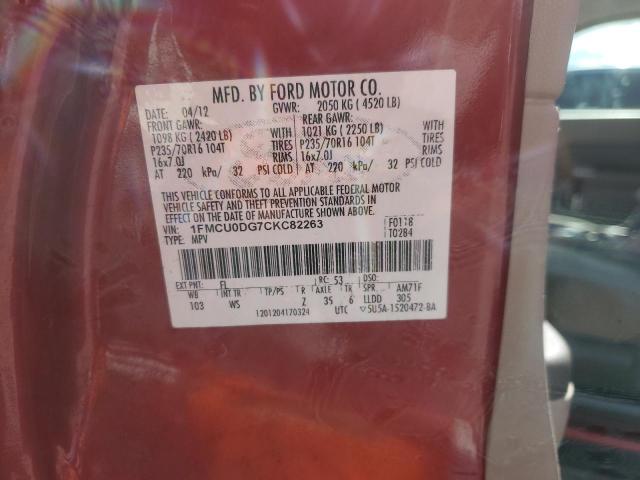 MFD. BY FORD MOTOR CO.
DATE: 04/12 GVWR: 2050 KG ( 4520 LB)
FRONT GAWR: REAR GAWR:
1098 KG ( 2420 LB) WITH 1021 KG ( 2250 LB) WITH
P235/70R16 104T TIRES P235/70R16 104T TIRES
16x7.0J RIMS 16x7.0J RIMS
AT 220 kPa/ 32 PSI COLD AT 220 kPa/ 32 PSI COLD
THIS VEHICLE CONFORMS TO ALL APPLICABLE FEDERAL MOTOR
VEHICLE SAFETY AND THEFT PREVENTION STANDARDS IN
EFFECT ON THE DATE OF MANUFACTURE SHOWN ABOVE.
VIN: 1FMCU0DG7CKC82263 F0118
TYPE: MPV T0284
EXT PNT: FL RC: 53 DSO:
WB INT TR TP/PS R AXLE TR SPR AM71F
103 WS Z 35 6 LLDD 305
1201204170324 UTC 5U5A-1520472-BA